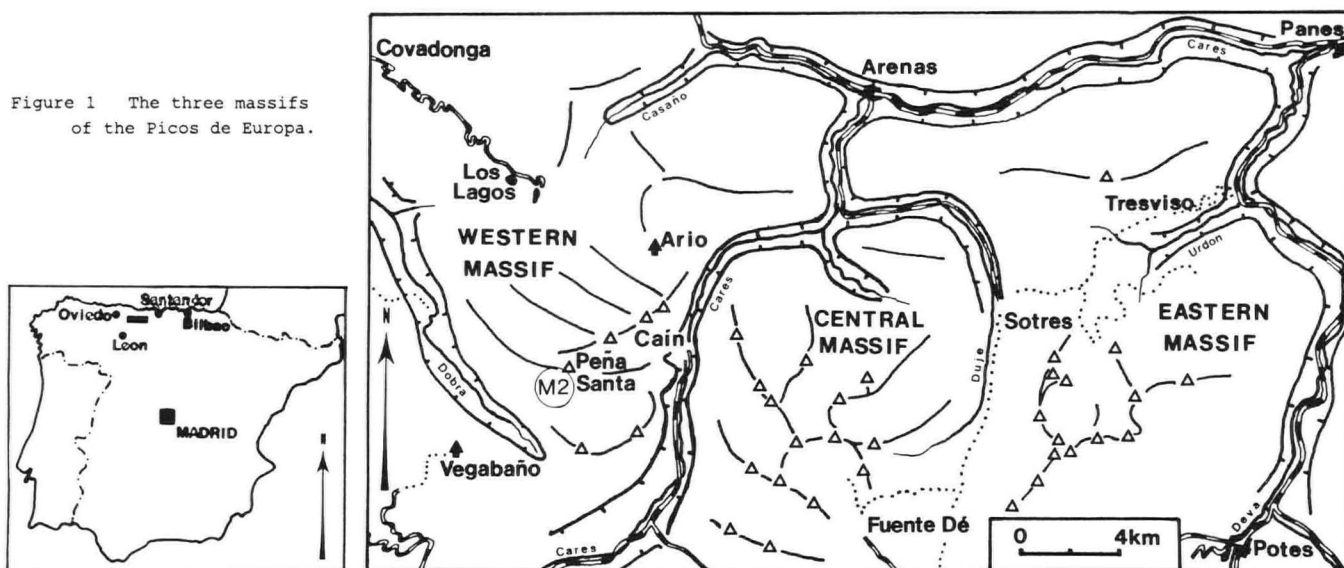 Figure 1 The three massifs
of the Picos de Europa.
Covadonga
Panes
Cares
Arenas
Casaño
Los
Lagos
Tresviso
WESTERN
MASSIF
Ario
Urdon
Cares
N
CENTRAL
MASSIF
Sotres
EASTERN
MASSIF
Caín
Peña
Santa
M2
Duje
Dobra
Vegabaño
Fuente Dé
Cares
0 4km
Deva
Potes
Santandor
Oviedo
Bilbao
Leon
MADRID
N